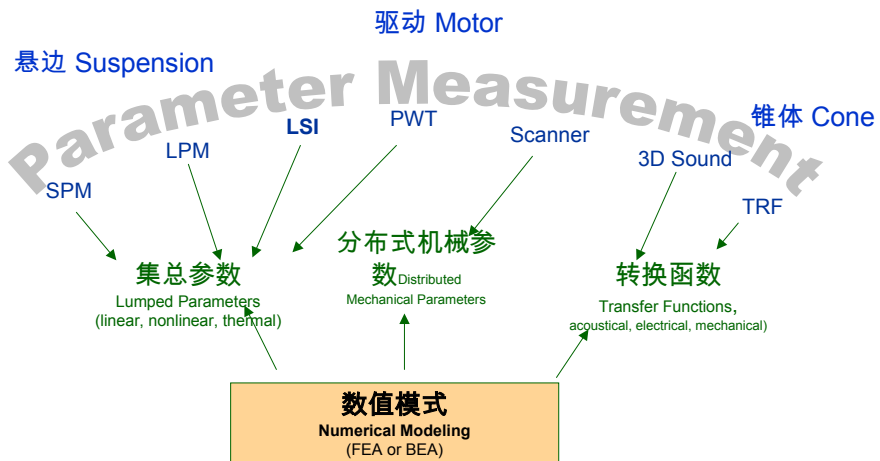 驱动 Motor
悬边 Suspension
Parameter Measurement
锥体 Cone
LSI
PWT
Scanner
LPM
3D Sound
SPM
TRF
分布式机械参
数Distributed
Mechanical Parameters
集总参数
Lumped Parameters
(linear, nonlinear, thermal)
转换函数
Transfer Functions,
acoustical, electrical, mechanical)
数值模式
Numerical Modeling
(FEA or BEA)